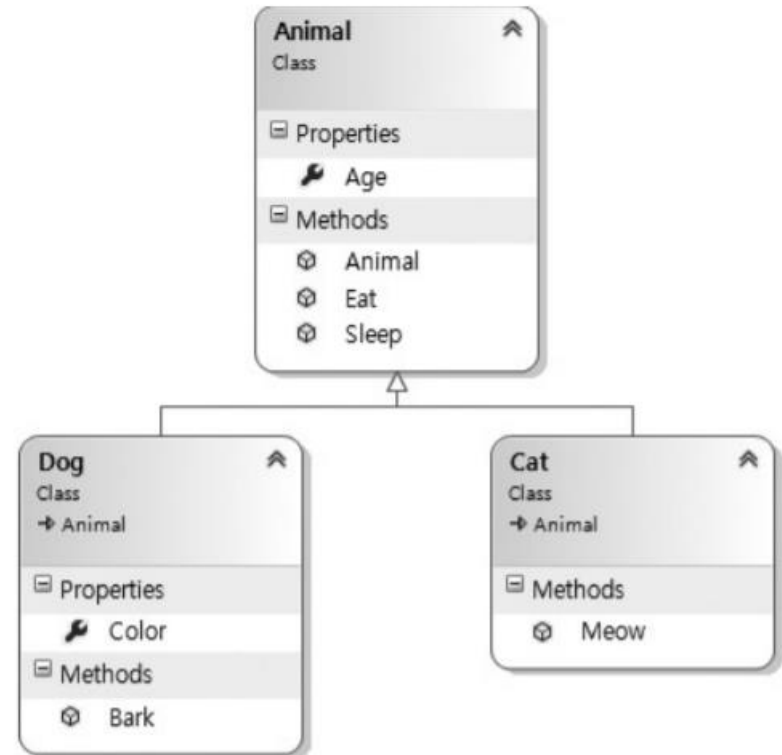 Animal
Class
Properties
Age
Methods
Animal
Eat
Sleep
Dog
Class
Animal
Properties
Color
Methods
Bark
Cat
Class
Animal
Methods
Meow